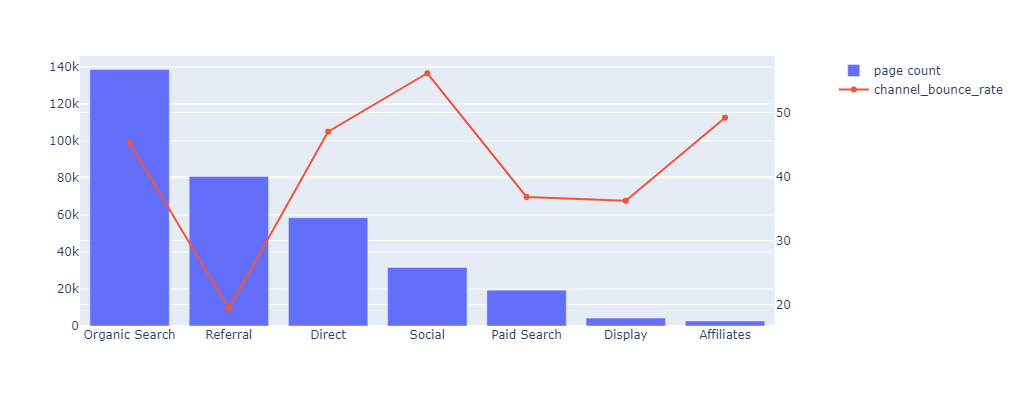 140k
120k
100k
80k
60k
40k
20k
0
50
40
30
20
Organic Search Referral Direct Social Paid Search Display Affiliates
page count
channel_bounce_rate